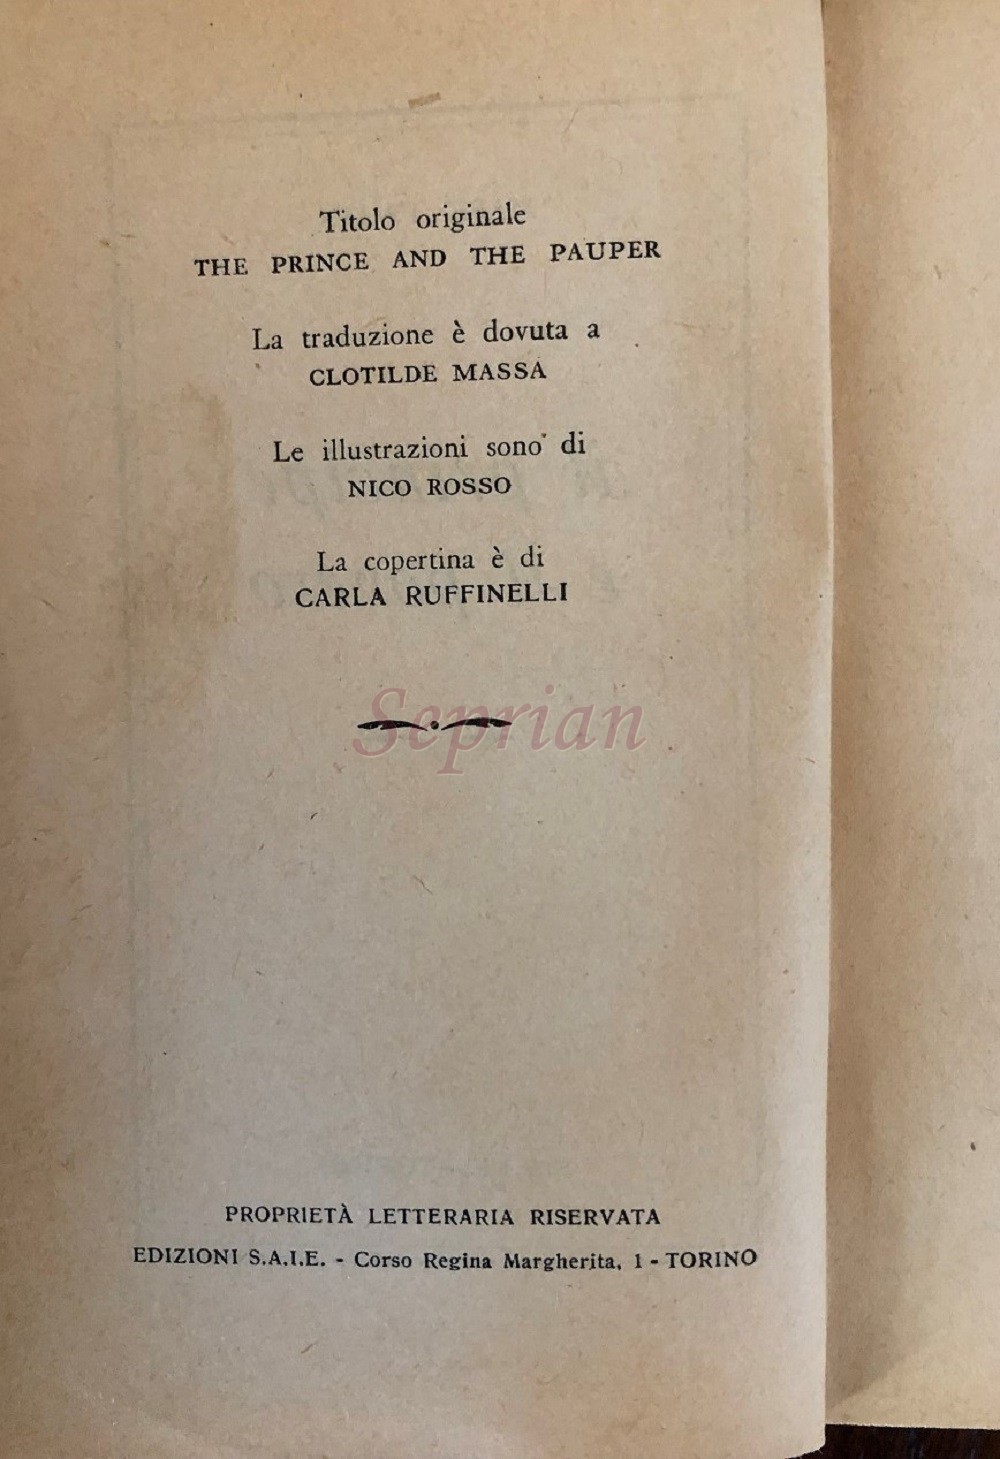 Titolo originale
THE PRINCE AND THE PAUPER
La traduzione è dovuta a
CLOTILDE MASSA
Le illustrazioni sono di
NICO ROSSO
La copertina è di
CARLA RUFFINELLI
Seprian
PROPRIETÀ LETTERARIA RISERVATA
EDIZIONI S.A.I.E. - Corso Regina Margherita, 1 - TORINO